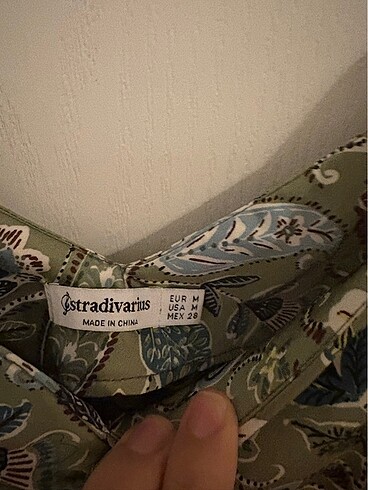 stradivarius
MADE IN CHINA
EUR M
USA M
MEX 28